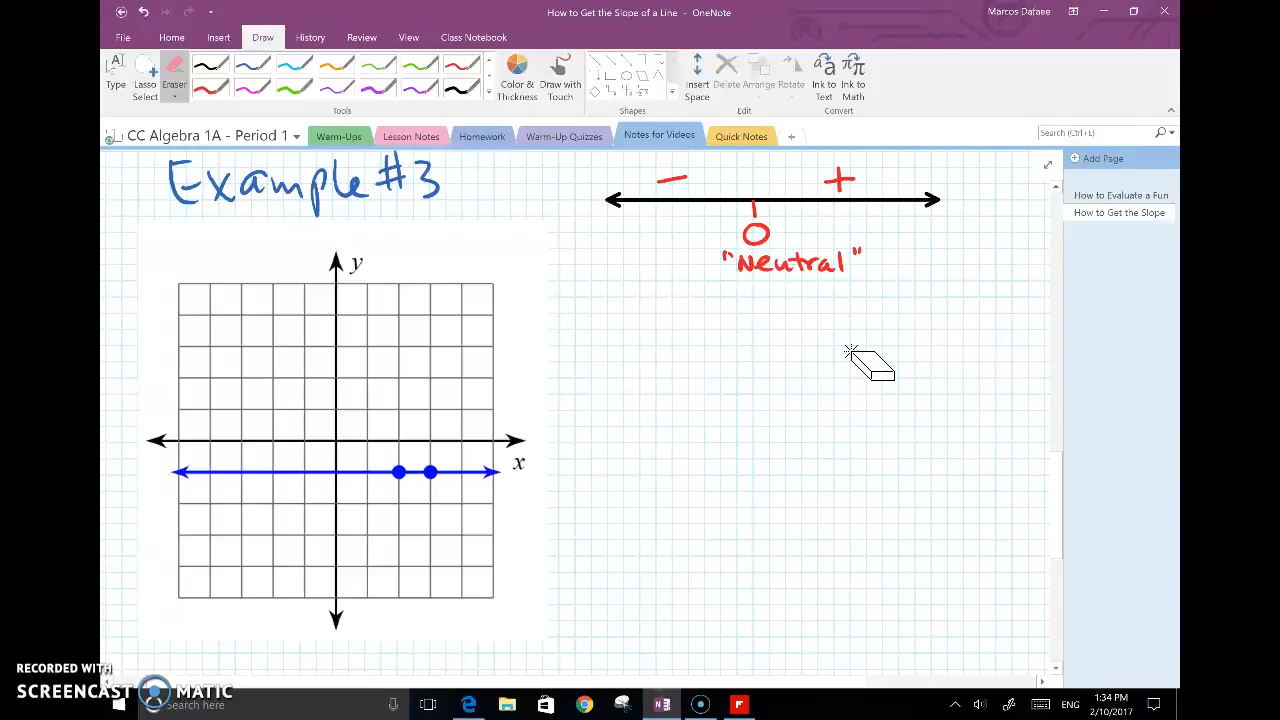 How to Get the Slope of a Line - OneNote
Marcos Dafaee
File Home Insert Draw History Review View Class Notebook
Type Lasso Select Eraser Color & Thickness Draw with Touch Insert Space Delete Arrange Rotate Ink to Text Ink to Math
Tools Shapes Edit Convert
CC Algebra 1A - Period 1 Warm-Ups Lesson Notes Homework Warm-Up Quizzes Notes for Videos Quick Notes Search (Ctrl+E)
Add Page
How to Evaluate a Fun
How to Get the Slope
Example #3
− +
0
"Neutral"
y
x
RECORDED WITH
SCREENCAST MATIC
Search here
ENG
1:34 PM
2/10/2017